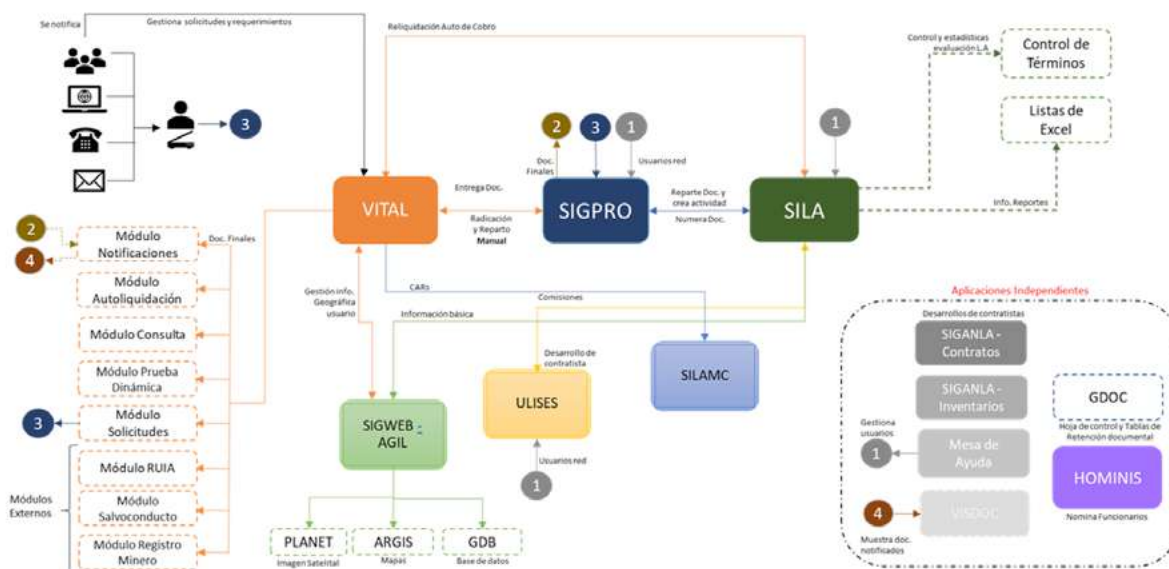 Se notifica
Gestiona solicitudes y requerimientos
3
Reliquidación Auto de Cobro
Control y estadísticas
evaluación L.A
Control de
Términos
Listas de
Excel
Info. Reportes
2
3
1
1
Doc.
Finales
Usuarios red
VITAL
Entrega Doc.
Radicación
y Reparto
Manual
SIGPRO
Reparte Doc. y
crea actividad
Numera Doc.
SILA
2
4
Doc. Finales
Módulo
Notificaciones
Módulo
Autoliquidación
Módulo Consulta
Módulo Prueba
Dinámica
3
Módulo
Solicitudes
Módulos
Externos
Módulo RUIA
Módulo
Salvoconducto
Módulo Registro
Minero
Gestión Info.
Geográfica
usuario
CARs
Comisiones
Información básica
Desarrollo de
contratista
SILAMC
ULISES
Usuarios red
1
SIGWEB -
AGIL
PLANET
Imagen Satelital
ARGIS
Mapas
GDB
Base de datos
Aplicaciones Independientes
Desarrollos de contratistas
SIGANLA -
Contratos
SIGANLA -
Inventarios
GDOC
Hoja de control y Tablas de
Retención documental
Gestiona
usuarios
1
Mesa de
Ayuda
HOMINIS
Nomina Funcionarios
4
VISDOC
Muestra doc.
notificados